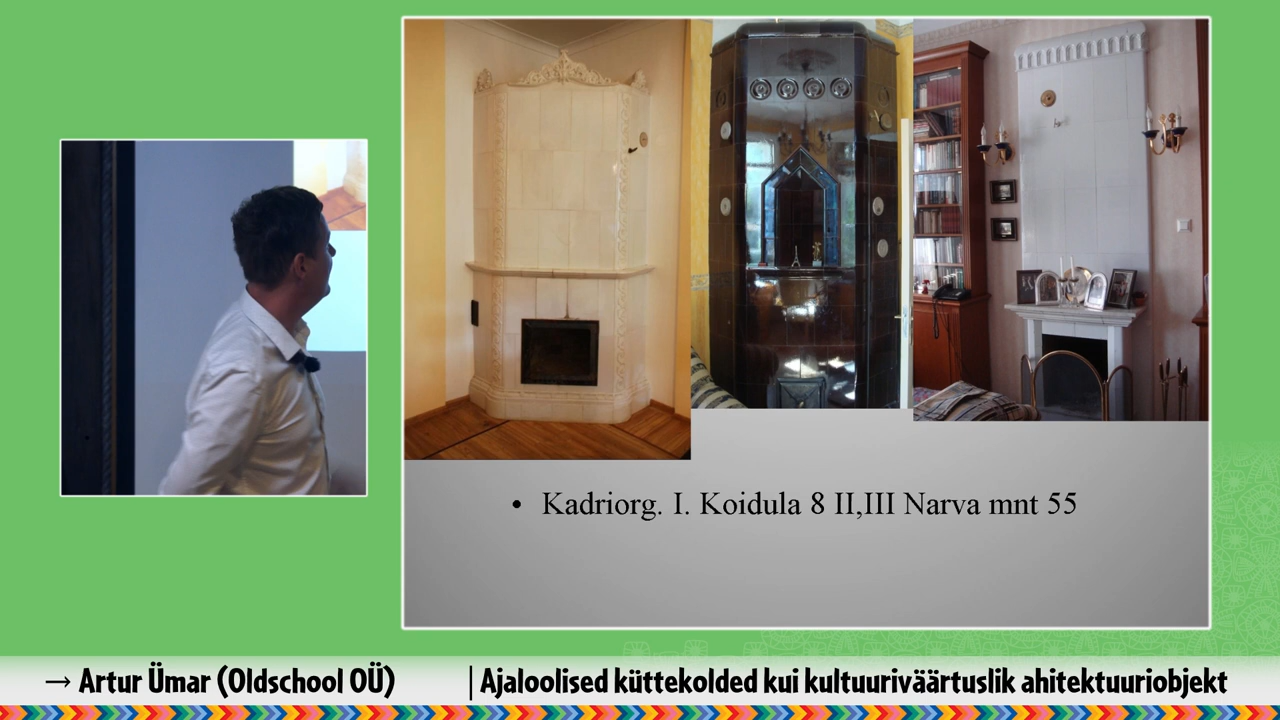 • Kadriorg. I. Koidula 8 II,III Narva mnt 55
→ Artur Ümar (Oldschool OÜ) | Ajaloolised küttekolded kui kultuuriväärtuslik ahitektuuriobjekt